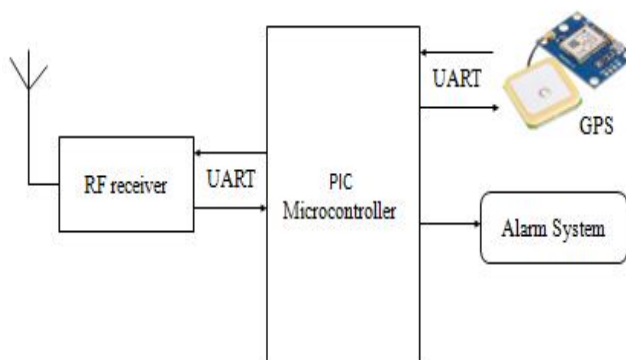 UART
GPS
RF receiver
UART
PIC
Microcontroller
Alarm System